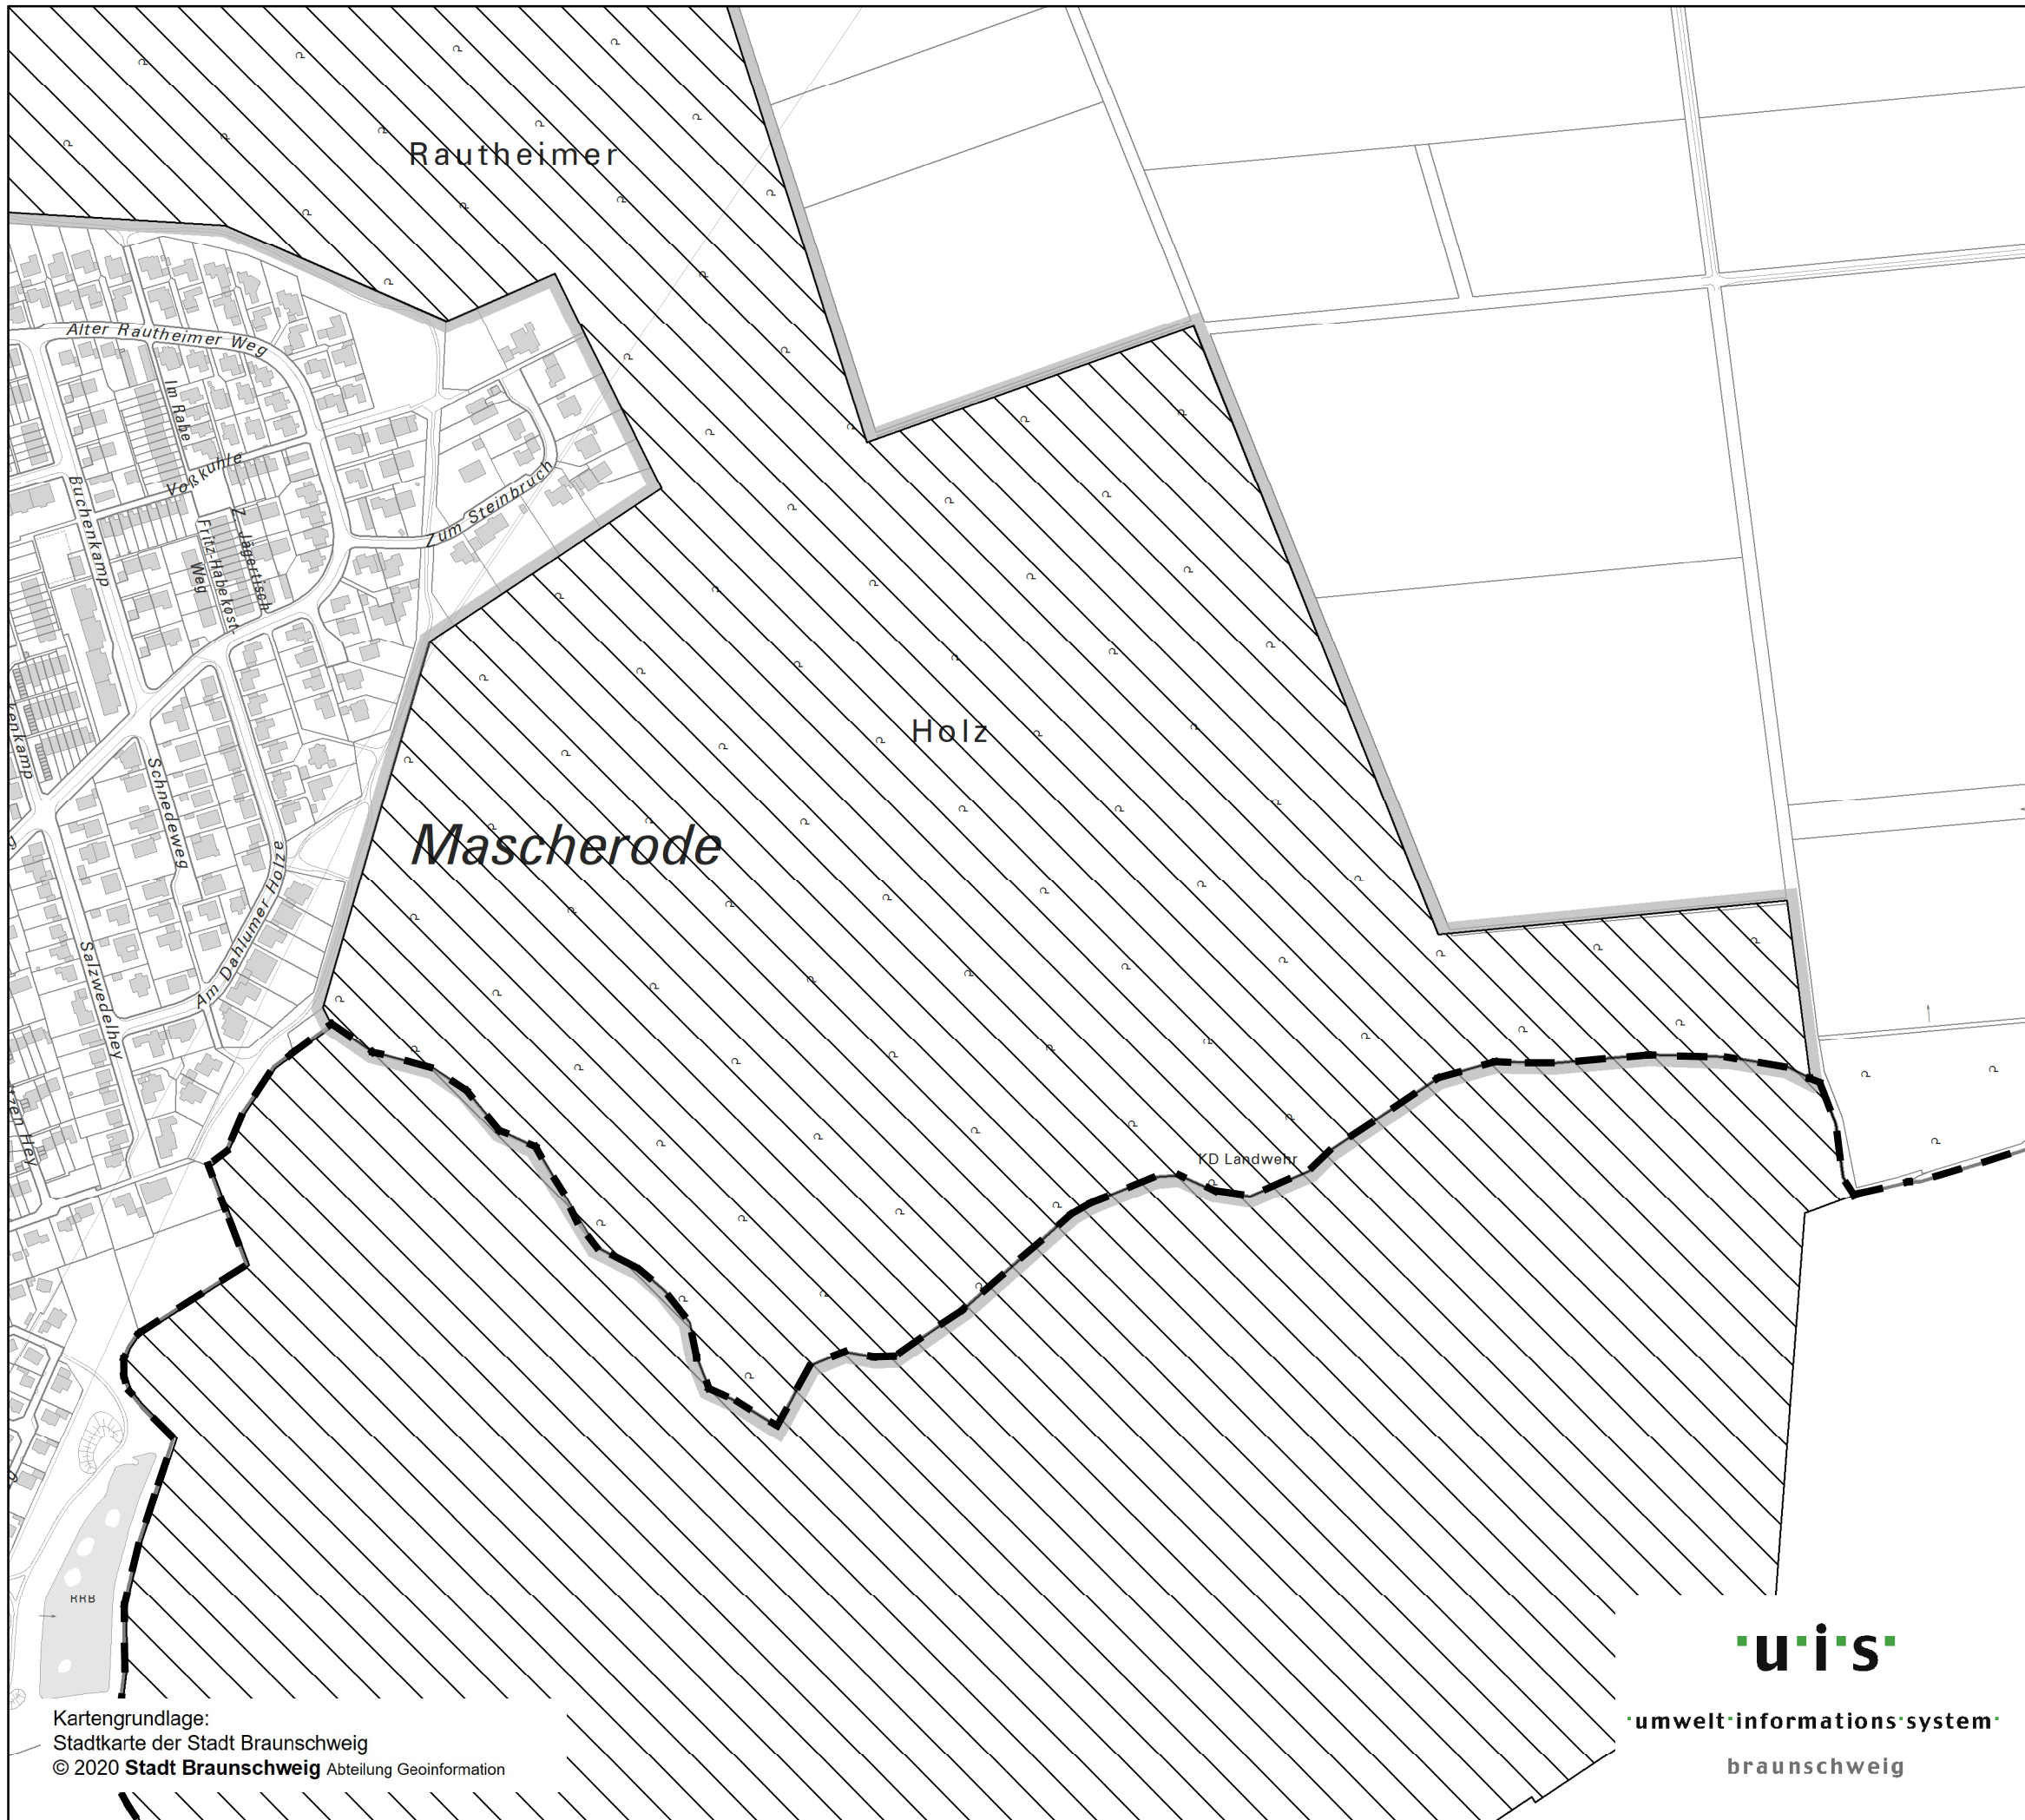 Rautheimer
Alter Rautheimer Weg
Im Rabe
Voßkuhle
Buchenkamp
Z. Jägertisch
Fritz-Habekost-
Weg
Zum Steinbruch
Holz
Mascherode
Schnedeweg
Am Dahlumer Holze
Salzwedelhey
KD Landwehr
RRB
u·i·s
·umwelt·informations·system·
braunschweig
Kartengrundlage:
Stadtkarte der Stadt Braunschweig
© 2020 Stadt Braunschweig Abteilung Geoinformation